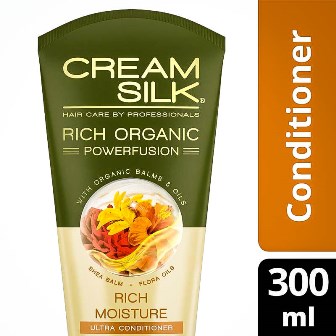 CREAM
SILK®
HAIR CARE BY PROFESSIONALS
RICH ORGANIC
POWERFUSION
WITH ORGANIC BALMS & OILS
SHEA BALM • FLORA OILS
RICH
MOISTURE
ULTRA CONDITIONER
Conditioner
300
ml